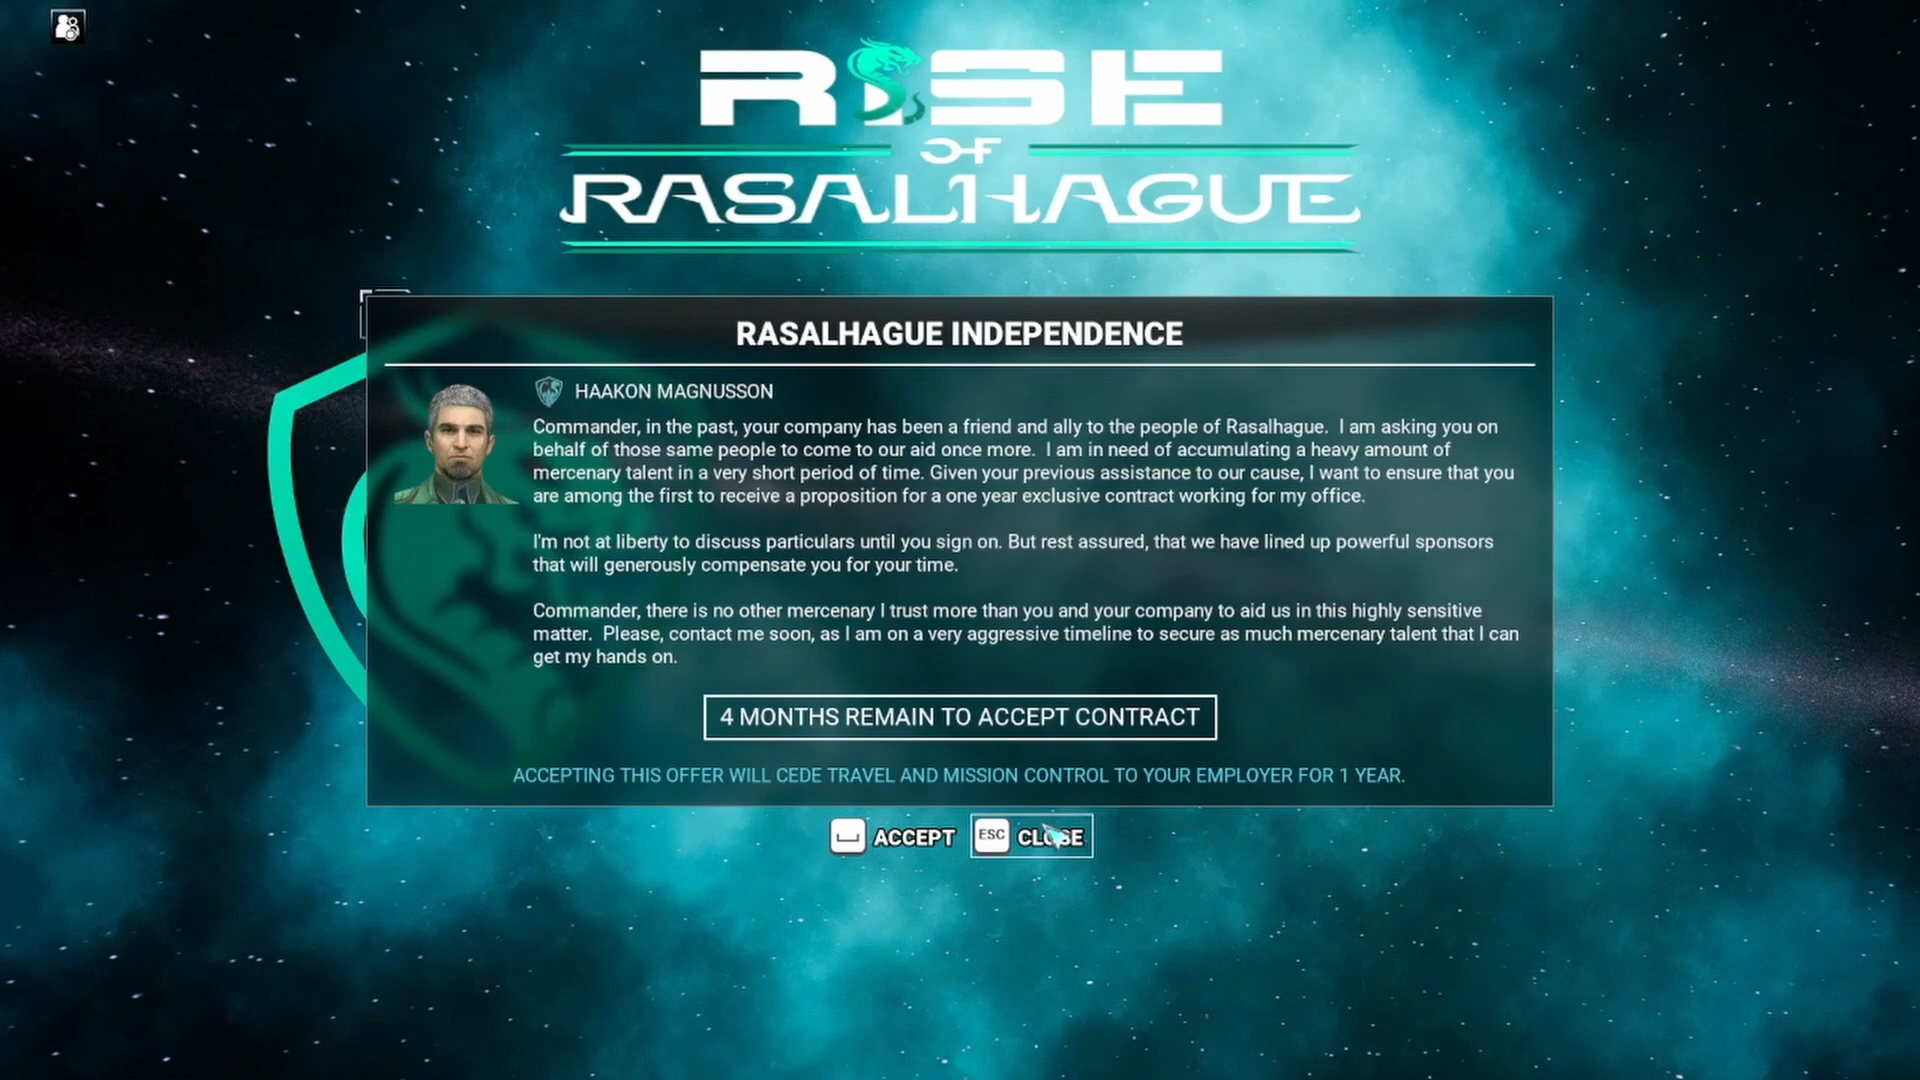 RISE
OF
RASALHAGUE
RASALHAGUE INDEPENDENCE
HAAKON MAGNUSSON
Commander, in the past, your company has been a friend and ally to the people of Rasalhague.  I am asking you on
behalf of those same people to come to our aid once more.  I am in need of accumulating a heavy amount of
mercenary talent in a very short period of time. Given your previous assistance to our cause, I want to ensure that you
are among the first to receive a proposition for a one year exclusive contract working for my office.
I'm not at liberty to discuss particulars until you sign on. But rest assured, that we have lined up powerful sponsors
that will generously compensate you for your time.
Commander, there is no other mercenary I trust more than you and your company to aid us in this highly sensitive
matter.  Please, contact me soon, as I am on a very aggressive timeline to secure as much mercenary talent that I can
get my hands on.
4 MONTHS REMAIN TO ACCEPT CONTRACT
ACCEPTING THIS OFFER WILL CEDE TRAVEL AND MISSION CONTROL TO YOUR EMPLOYER FOR 1 YEAR.
ACCEPT ESC CLOSE